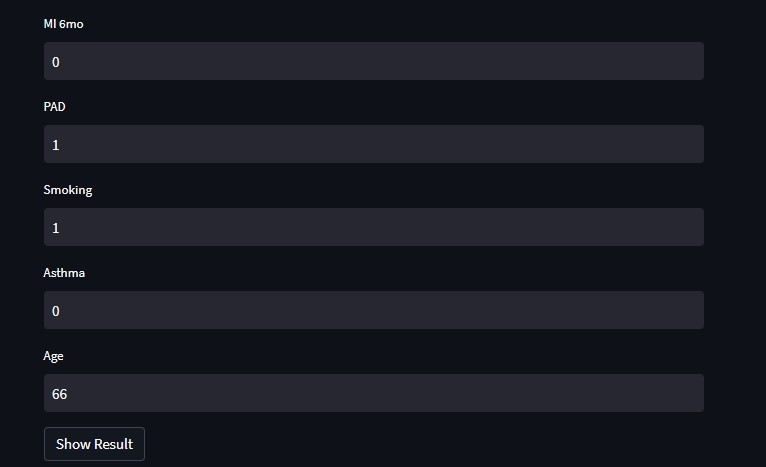 MI 6mo
0
PAD
1
Smoking
1
Asthma
0
Age
66
Show Result